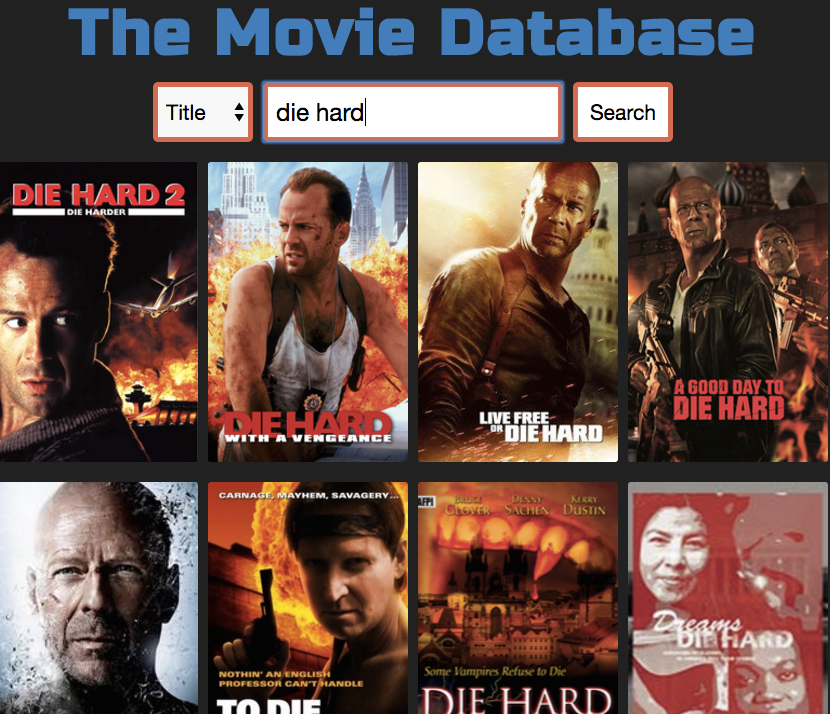 The Movie Database
Title
die hard
Search
DIE HARD 2
DIE HARDER
DIE HARD
WITH A VENGEANCE
LIVE FREE
OR DIE HARD
A GOOD DAY TO
DIE HARD
CARNAGE, MAYHEM, SAVAGERY...
NOTHIN' AN ENGLISH
PROFESSOR CAN'T HANDLE
TO DIE
AFPI
BRUCE GLOVER DENNY SACHEN KERRY DUSTIN
Some Vampires Refuse to Die
DIE HARD
Dreams
DIE HARD